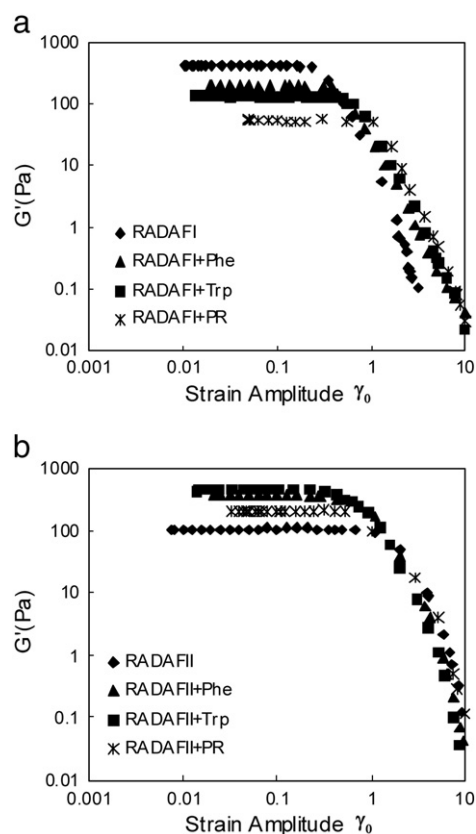 a
1000
100
10
1
0.1
0.01
G'(Pa)
RADAFI
RADAFI+Phe
RADAFI+Trp
RADAFI+PR
0.001 0.01 0.1 1 10
Strain Amplitude γ₀
b
1000
100
10
1
0.1
0.01
G'(Pa)
RADAFII
RADAFII+Phe
RADAFII+Trp
RADAFII+PR
0.001 0.01 0.1 1 10
Strain Amplitude γ₀